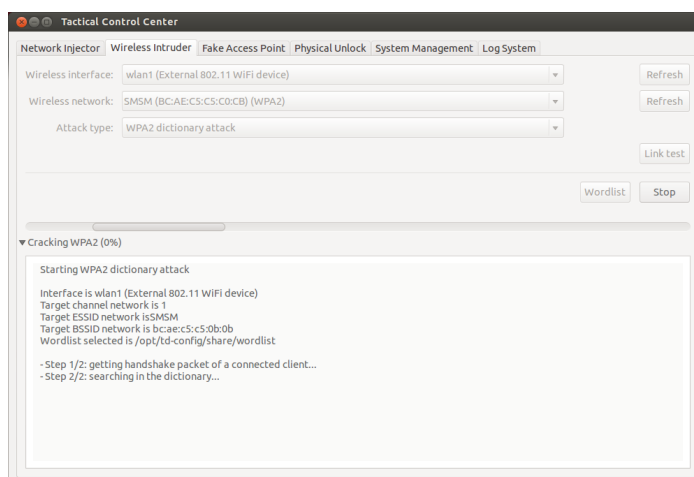 Tactical Control Center
Network Injector Wireless Intruder Fake Access Point Physical Unlock System Management Log System
Wireless interface: wlan1 (External 802.11 WiFi device) Refresh
Wireless network: SMSM (BC:AE:C5:C5:C0:CB) (WPA2) Refresh
Attack type: WPA2 dictionary attack
Link test
Wordlist Stop
Cracking WPA2 (0%)
Starting WPA2 dictionary attack
Interface is wlan1 (External 802.11 WiFi device)
Target channel network is 1
Target ESSID network isSMSM
Target BSSID network is bc:ae:c5:c5:0b:0b
Wordlist selected is /opt/td-config/share/wordlist
- Step 1/2: getting handshake packet of a connected client...
- Step 2/2: searching in the dictionary...